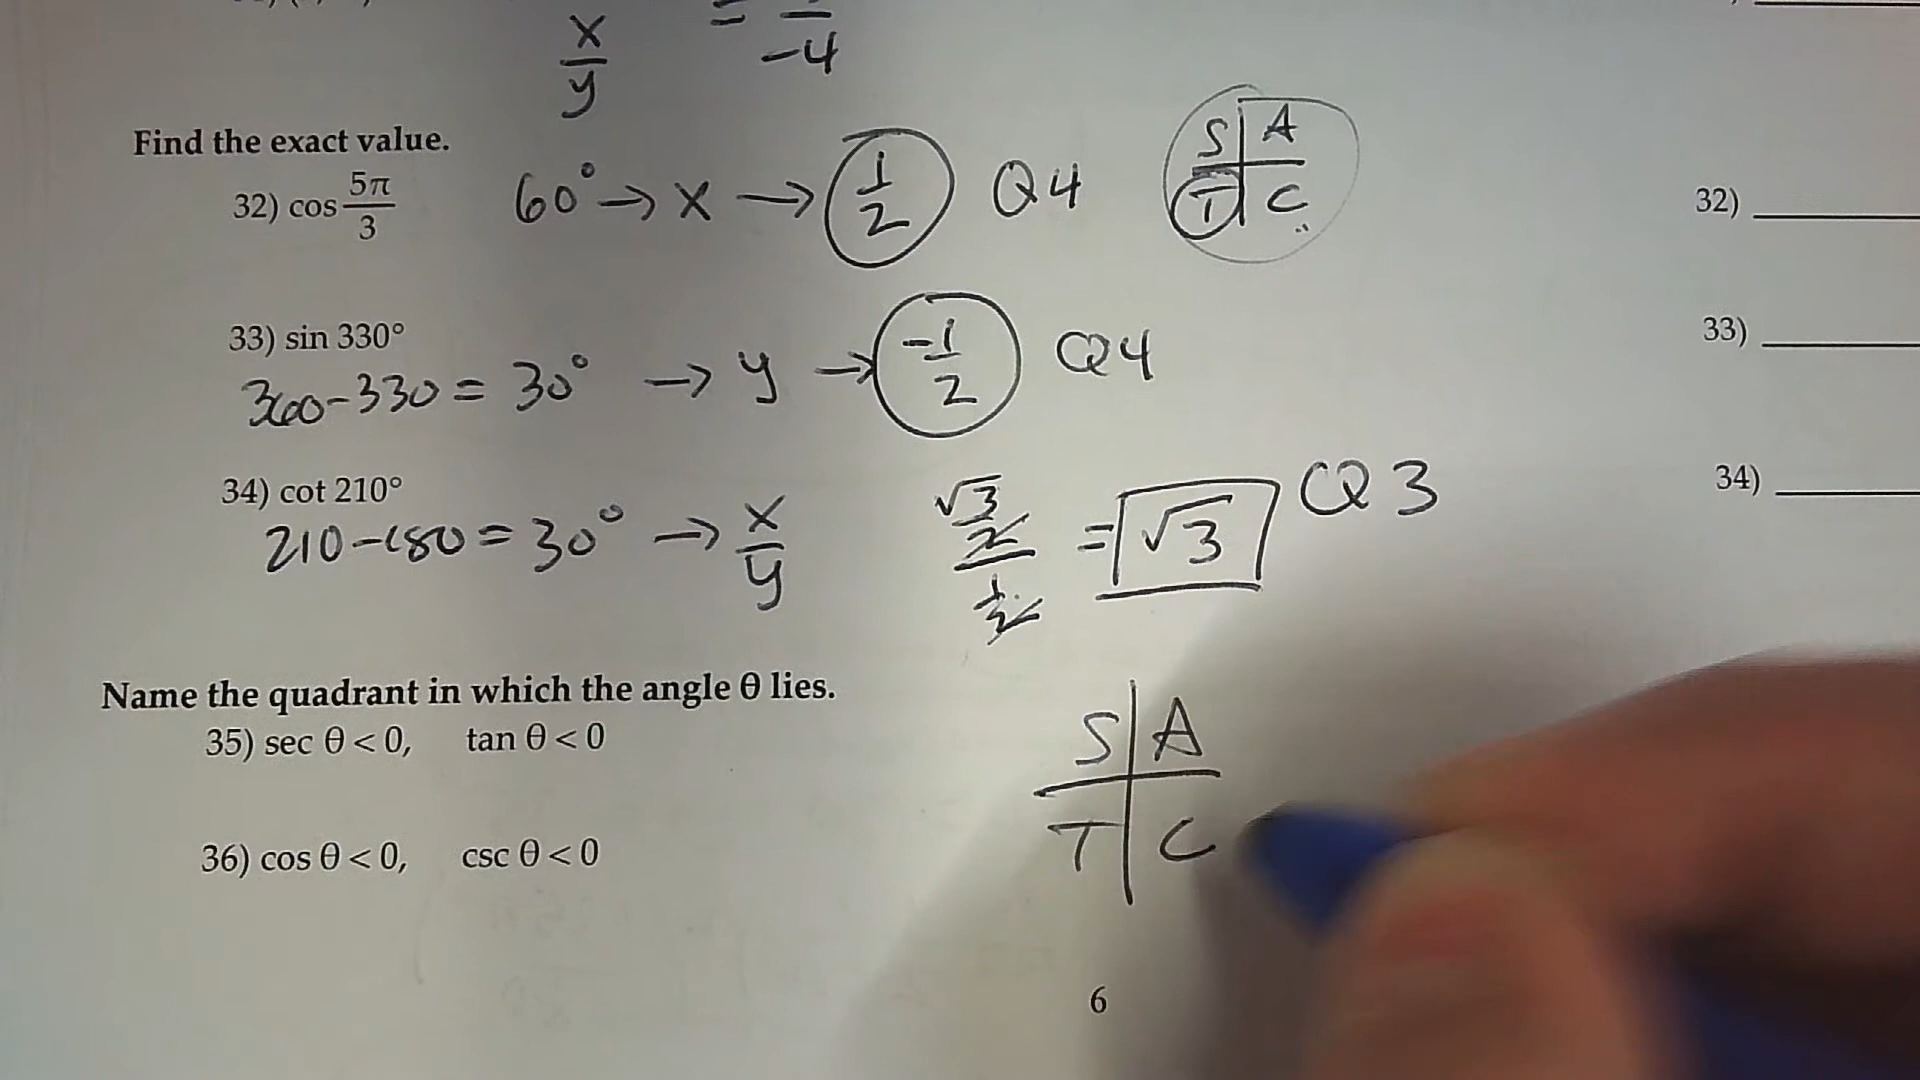 x/y = /-4
Find the exact value.
32) cos 5π/3 60° → x → 1/2 Q4 S A T C 32)
33) sin 330° 33)
360-330 = 30° → y → -1/2 Q4
34) cot 210° 34)
210-180 = 30° → x/y √3/2 / 1/2 = √3 Q3
Name the quadrant in which the angle θ lies.
35) sec θ < 0, tan θ < 0 S A
36) cos θ < 0, csc θ < 0 T C
6